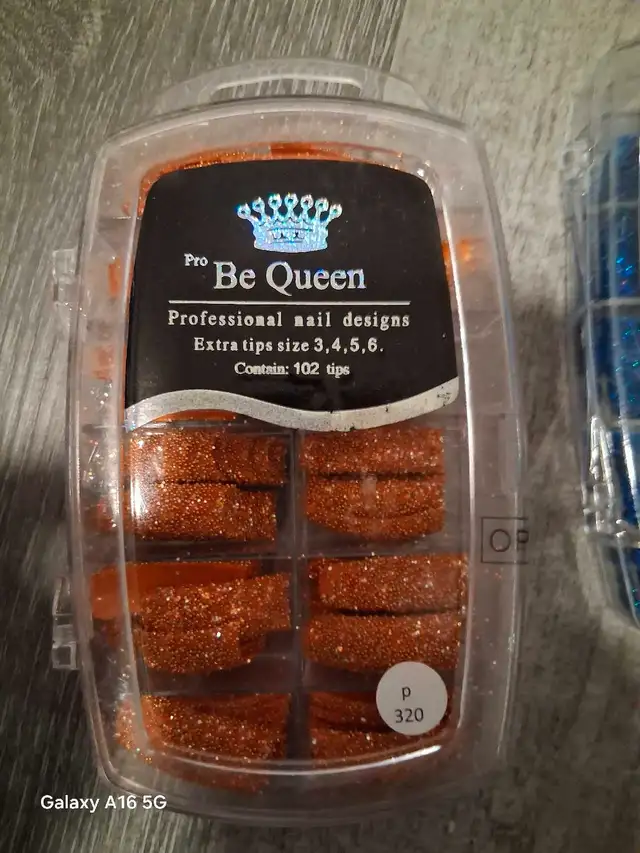 Pro
Be Queen
Professional nail designs
Extra tips size 3,4,5,6.
Contain: 102 tips
OP
p
320
Galaxy A16 5G